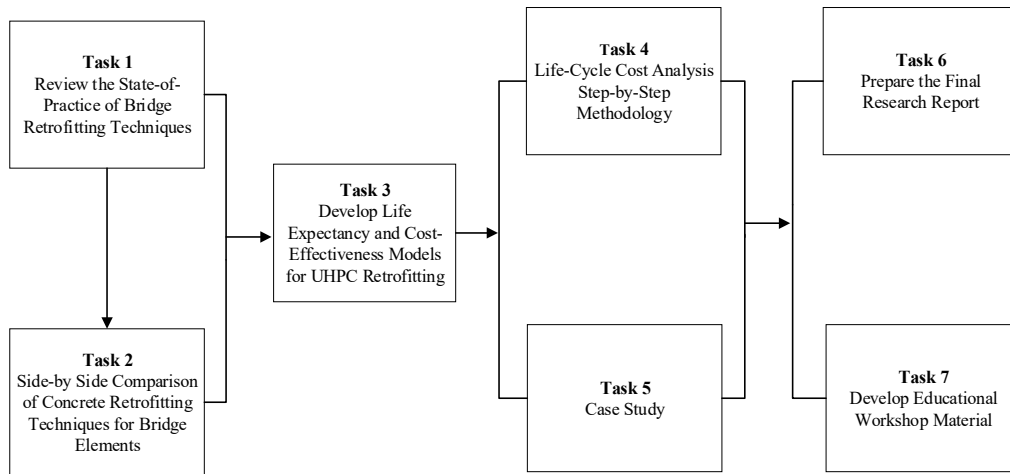 Task 1
Review the State-of-
Practice of Bridge
Retrofitting Techniques
Task 2
Side-by Side Comparison
of Concrete Retrofitting
Techniques for Bridge
Elements
Task 3
Develop Life
Expectancy and Cost-
Effectiveness Models
for UHPC Retrofitting
Task 4
Life-Cycle Cost Analysis
Step-by-Step
Methodology
Task 5
Case Study
Task 6
Prepare the Final
Research Report
Task 7
Develop Educational
Workshop Material